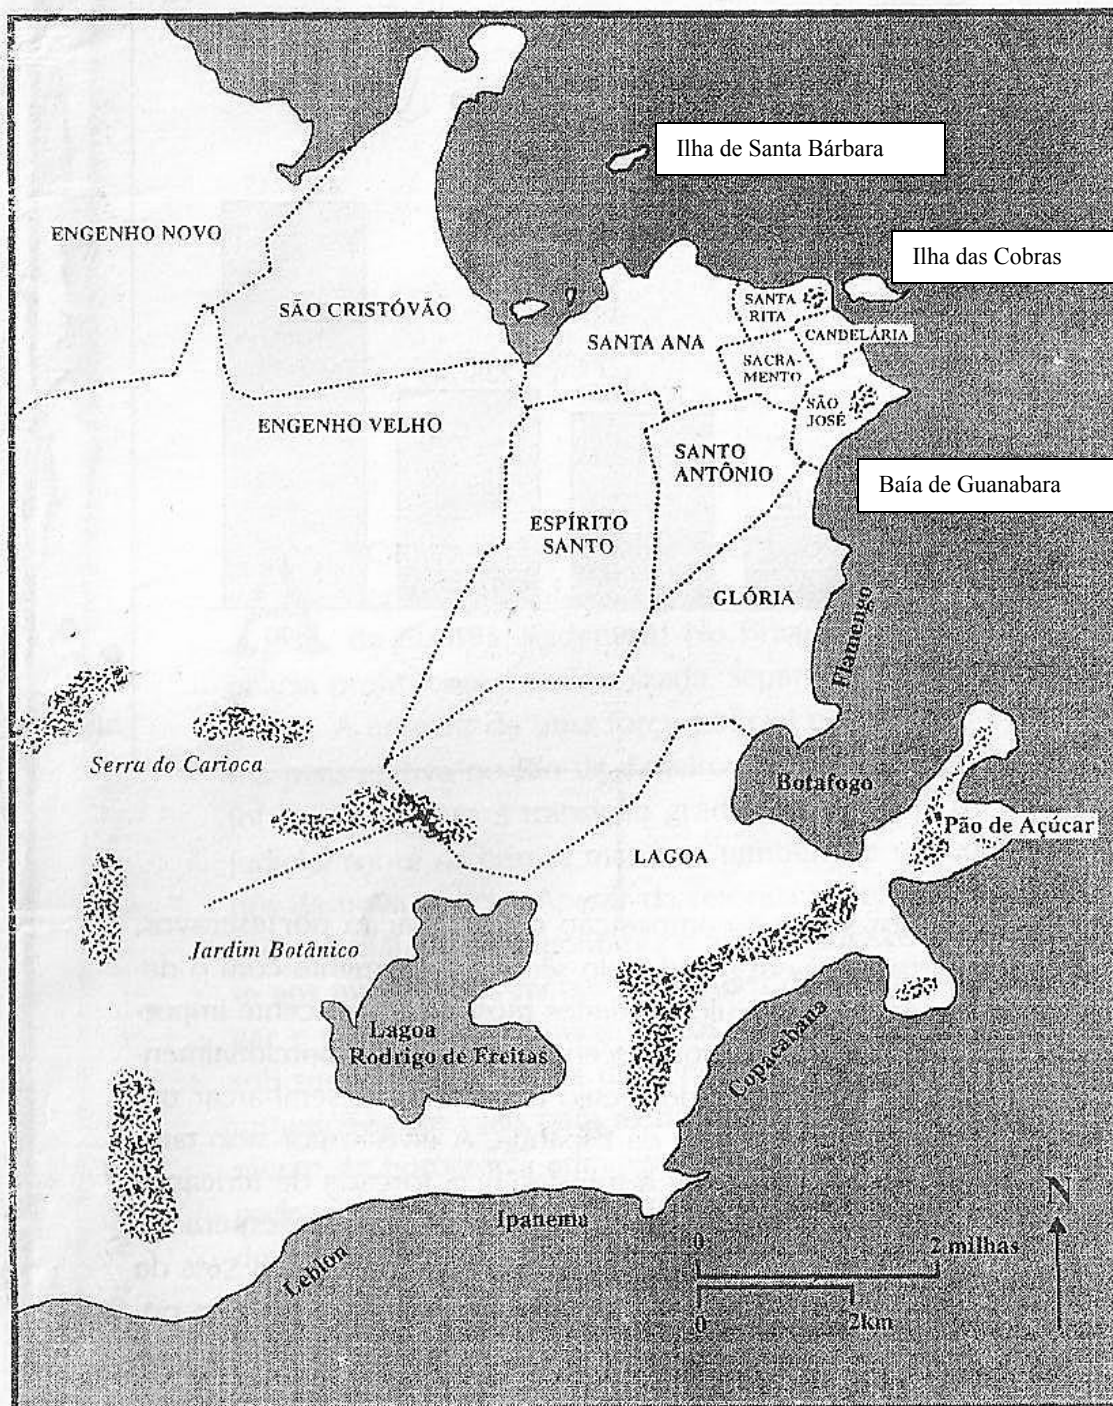 Ilha de Santa Bárbara
ENGENHO NOVO
Ilha das Cobras
SÃO CRISTÓVÃO
SANTA
RITA
SANTA ANA
CANDELÁRIA
SACRA-
MENTO
SÃO
JOSÉ
ENGENHO VELHO
SANTO
ANTÔNIO
Baía de Guanabara
ESPÍRITO
SANTO
GLÓRIA
Flamengo
Serra do Carioca
Botafogo
Pão de Açúcar
LAGOA
Jardim Botânico
Lagoa
Rodrigo de Freitas
Copacabana
Ipanema
Leblon
N
0
2 milhas
0
2km